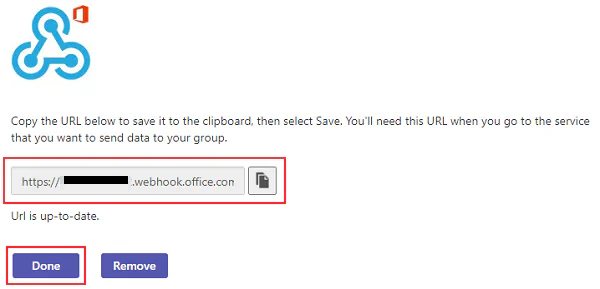 Copy the URL below to save it to the clipboard, then select Save. You'll need this URL when you go to the service
that you want to send data to your group.
https:// .webhook.office.com
Url is up-to-date.
Done Remove